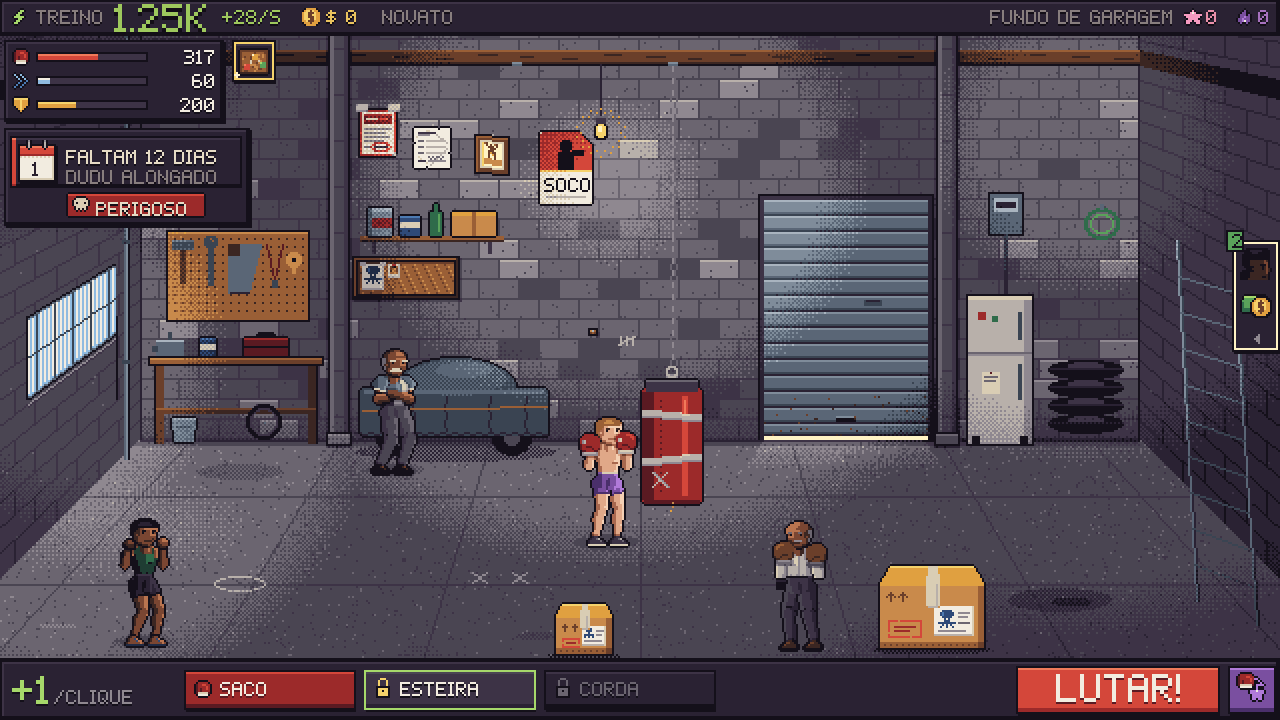 TREINO 1.25K +28/S $ 0 NOVATO
FUNDO DE GARAGEM 0 0
317
60
200
1
FALTAM 12 DIAS
DUDU ALONGADO
PERIGOSO
SOCO
2
+1/CLIQUE
SACO
ESTEIRA
CORDA
LUTAR!